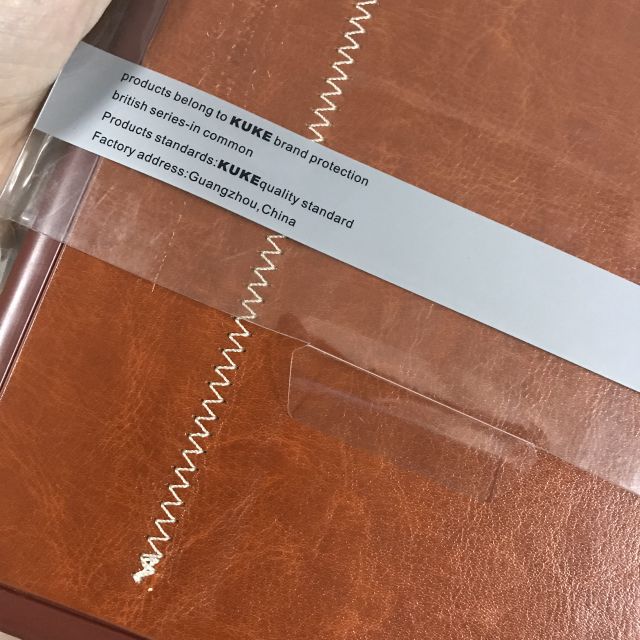 products belong to KUKE brand protection
british series-in common
Products standards:KUKEquality standard
Factory address:Guangzhou,China